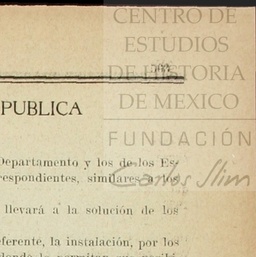 CENTRO DE
ESTUDIOS
DE HISTORIA
DE MEXICO
FUNDACIÓN
Carlos Slim
PUBLICA
Departamento y los de los Es-
respondientes, similares a los
llevará a la solución de los
ferente, la instalación, por los